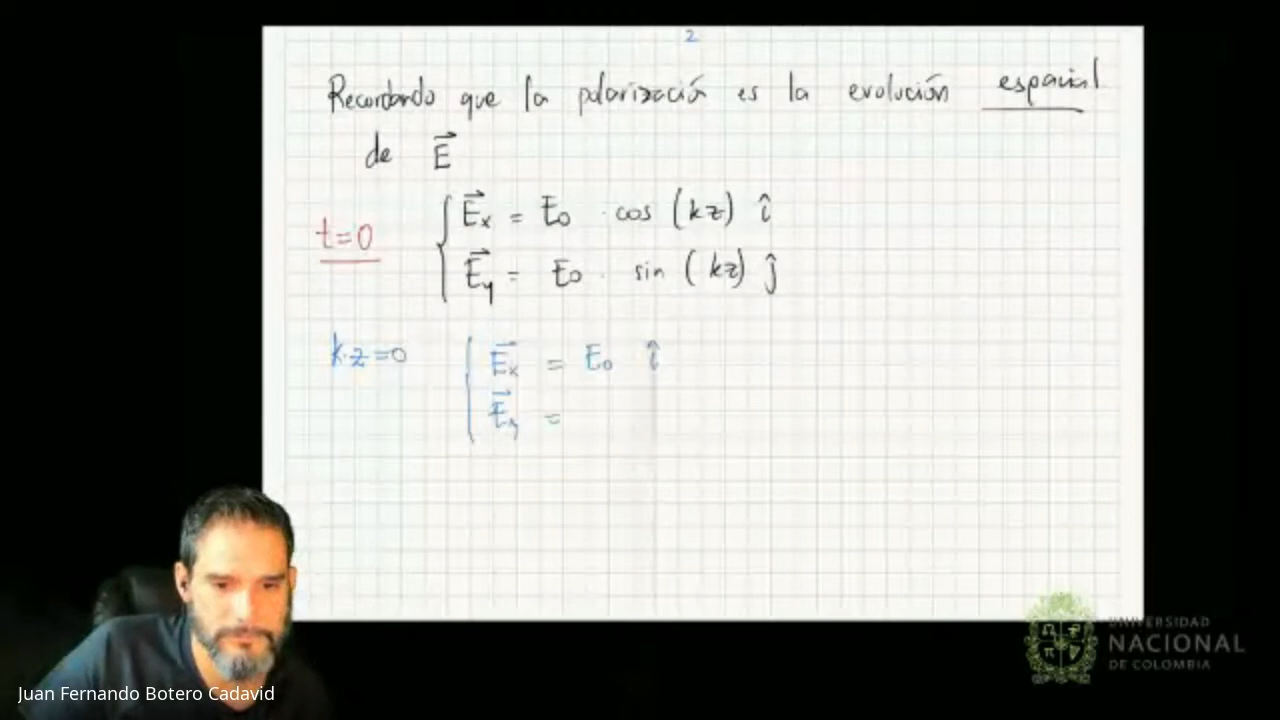 2
Recordando que la polarización es la evolución espacial
de E⃗
t=0
E⃗x = E₀ · cos (kz) î
E⃗y = E₀ · sin (kz) ĵ
k·z=0
E⃗x = E₀ î
E⃗y =
UNIVERSIDAD
NACIONAL
DE COLOMBIA
Juan Fernando Botero Cadavid